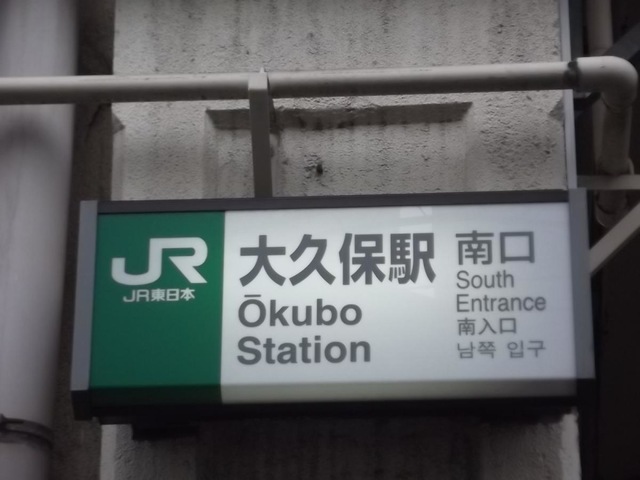 JR
JR東日本
大久保駅
Ōkubo
Station
南口
South
Entrance
南入口
남쪽 입구